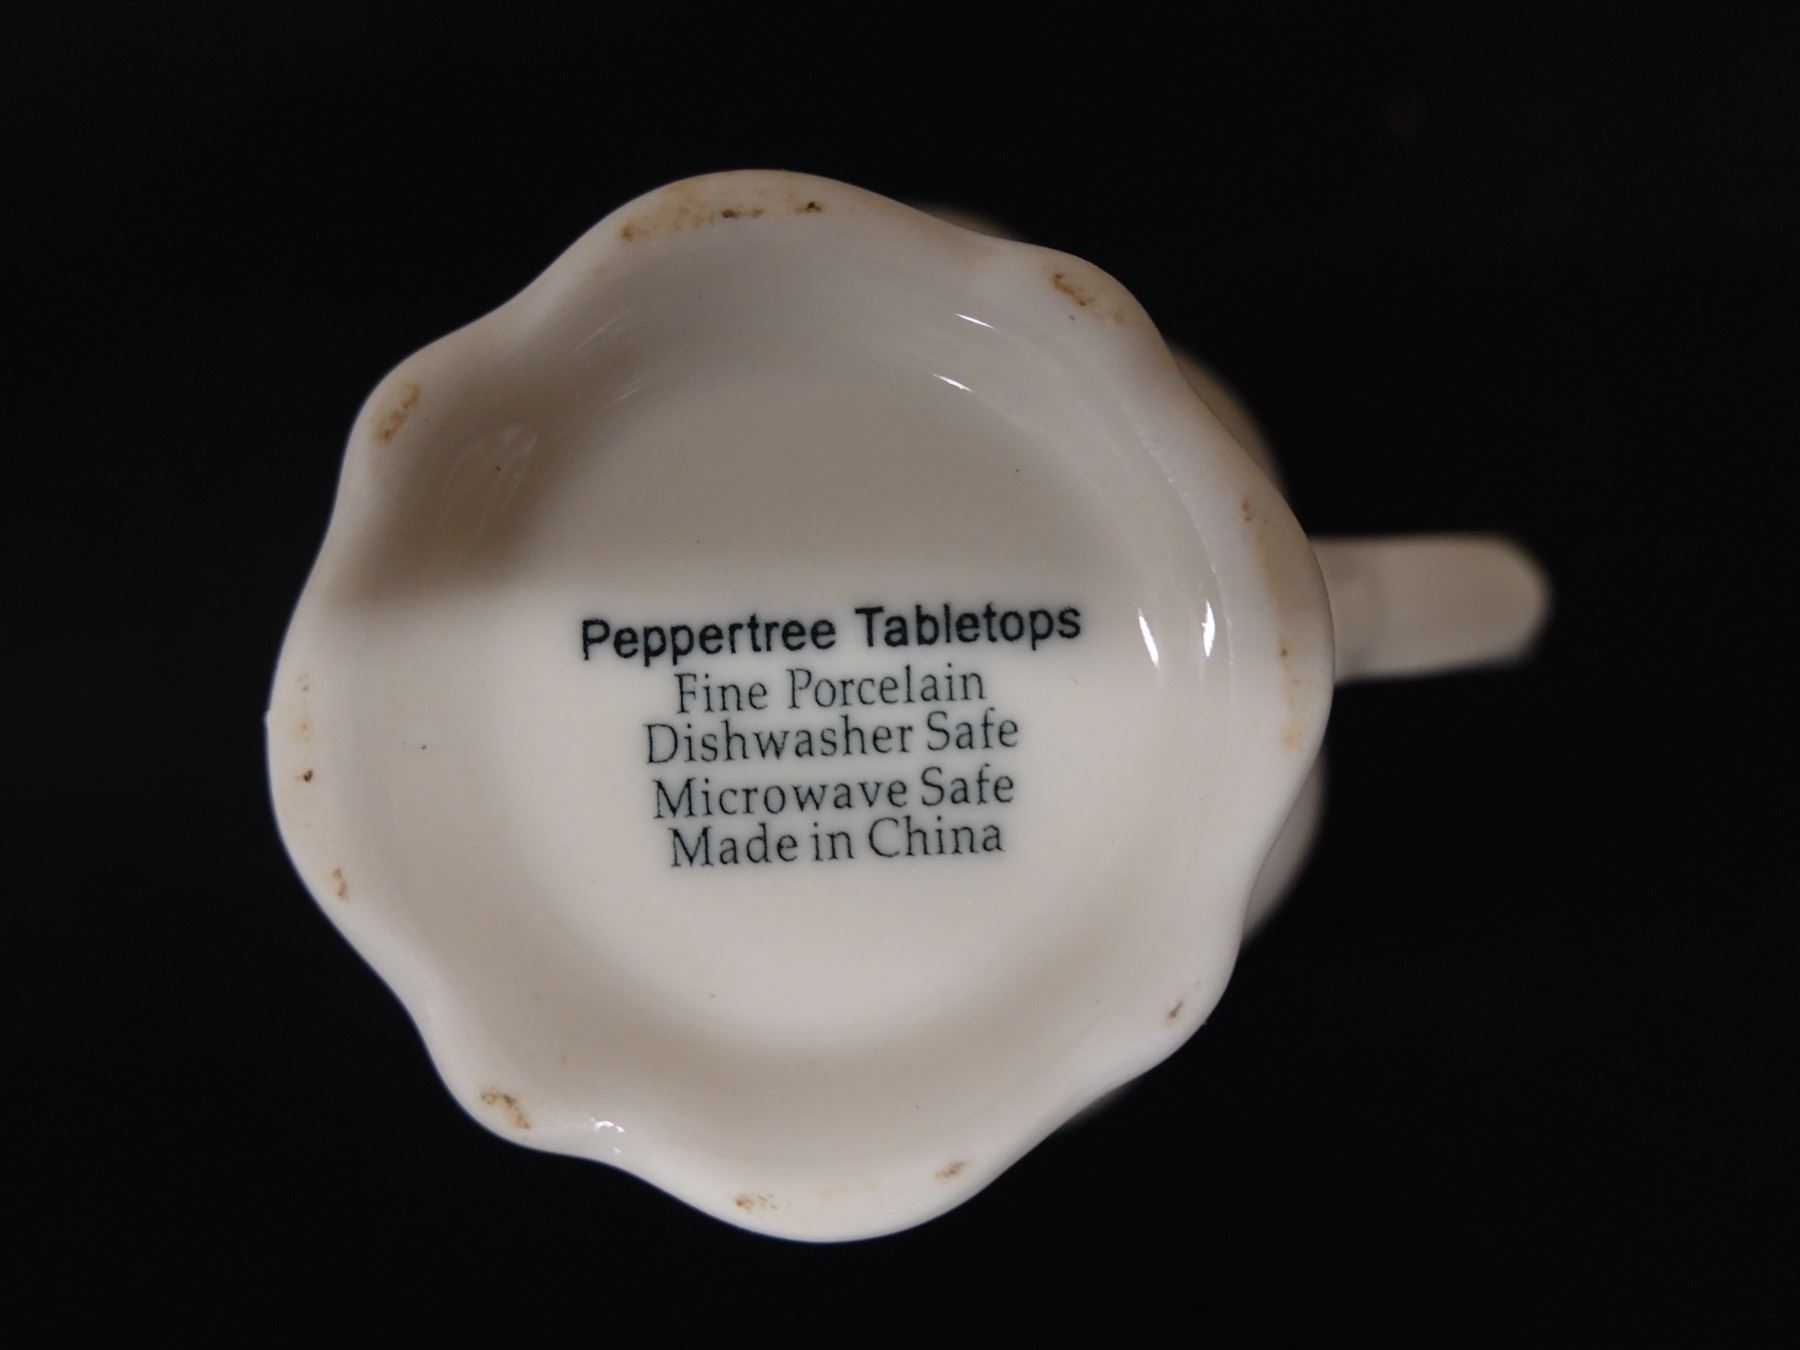 Peppertree Tabletops
Fine Porcelain
Dishwasher Safe
Microwave Safe
Made in China